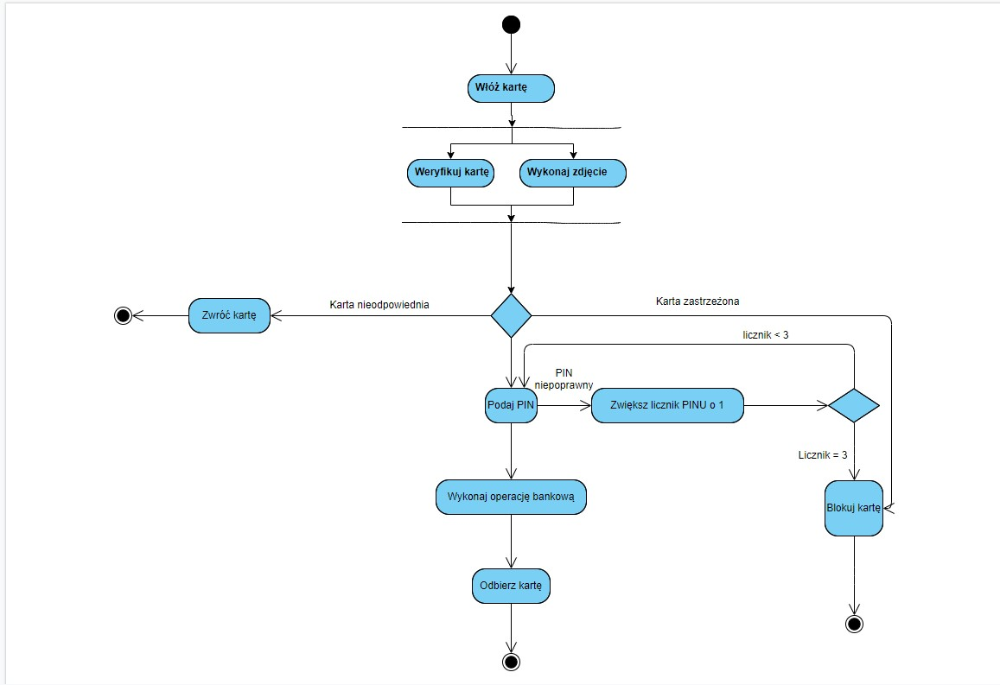 Włóż kartę
Weryfikuj kartę
Wykonaj zdjęcie
Karta nieodpowiednia
Karta zastrzeżona
Zwróć kartę
licznik < 3
PIN
niepoprawny
Podaj PIN
Zwiększ licznik PINU o 1
Licznik = 3
Wykonaj operację bankową
Blokuj kartę
Odbierz kartę